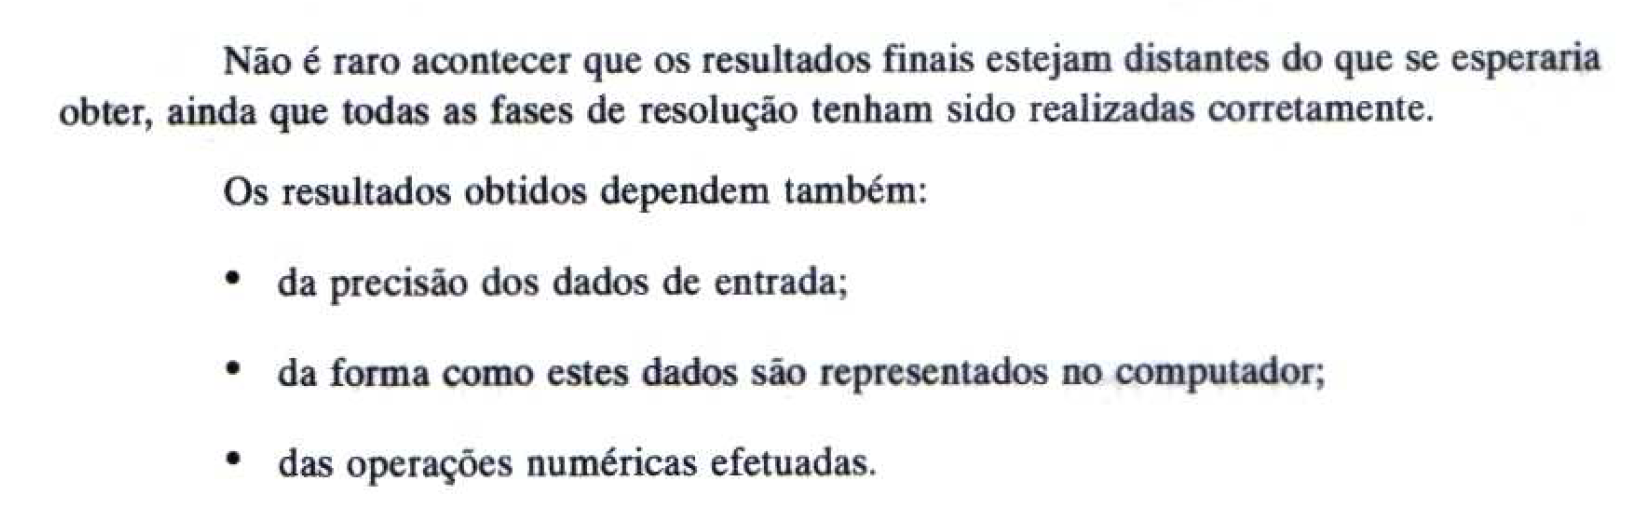 Não é raro acontecer que os resultados finais estejam distantes do que se esperaria
obter, ainda que todas as fases de resolução tenham sido realizadas corretamente.
Os resultados obtidos dependem também:
• da precisão dos dados de entrada;
• da forma como estes dados são representados no computador;
• das operações numéricas efetuadas.